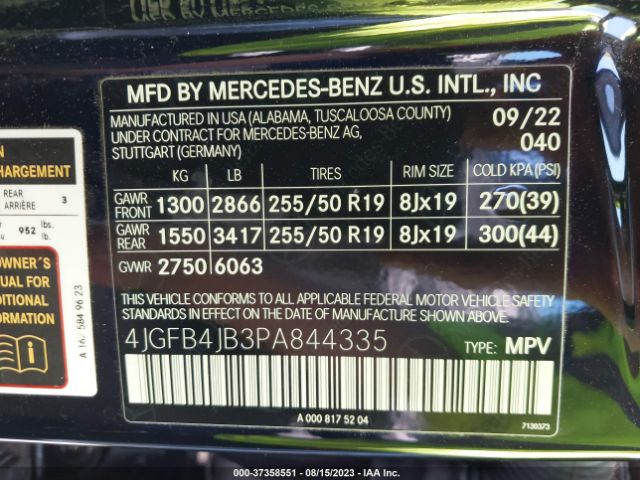 MFD BY MERCEDES-BENZ U.S. INTL., INC
MANUFACTURED IN USA (ALABAMA, TUSCALOOSA COUNTY) 09/22
UNDER CONTRACT FOR MERCEDES-BENZ AG, 040
STUTTGART (GERMANY)
KG LB TIRES RIM SIZE COLD KPA (PSI)
GAWR FRONT 1300 2866 255/50 R19 8Jx19 270(39)
GAWR REAR 1550 3417 255/50 R19 8Jx19 300(44)
GVWR 2750 6063
THIS VEHICLE CONFORMS TO ALL APPLICABLE FEDERAL MOTOR VEHICLE SAFETY
STANDARDS IN EFFECT ON THE DATE OF MANUFACTURE SHOWN ABOVE.
4JGFB4JB3PA844335 TYPE: MPV
A 000 817 52 04
7130373
CHARGEMENT
REAR 3
ARRIÈRE
952 lbs.
lb.
OWNER´S
UAL FOR
DITIONAL
ORMATION
A 167 584 96 23
000-37358551 - 08/15/2023 - IAA Inc.